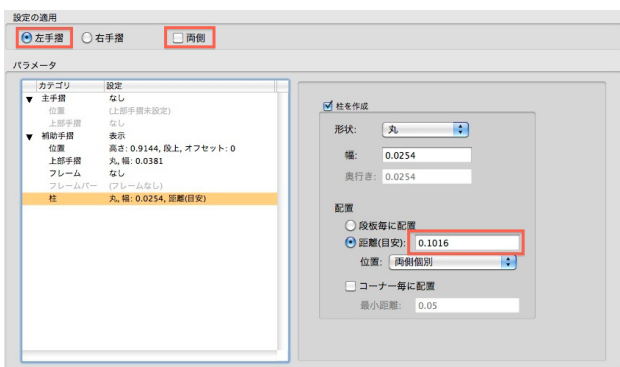 設定の適用
左手摺 右手摺 両側
パラメータ
カテゴリ 設定
▼ 主手摺 なし
位置 (上部手摺未設定)
上部手摺 なし
▼ 補助手摺 表示
位置 高さ: 0.9144, 段上, オフセット: 0
上部手摺 丸, 幅: 0.0381
フレーム なし
フレームバー (フレームなし)
柱 丸, 幅: 0.0254, 距離(目安)
柱を作成
形状: 丸
幅: 0.0254
奥行き: 0.0254
配置
段板毎に配置
距離(目安): 0.1016
位置: 両側個別
コーナー毎に配置
最小距離: 0.05